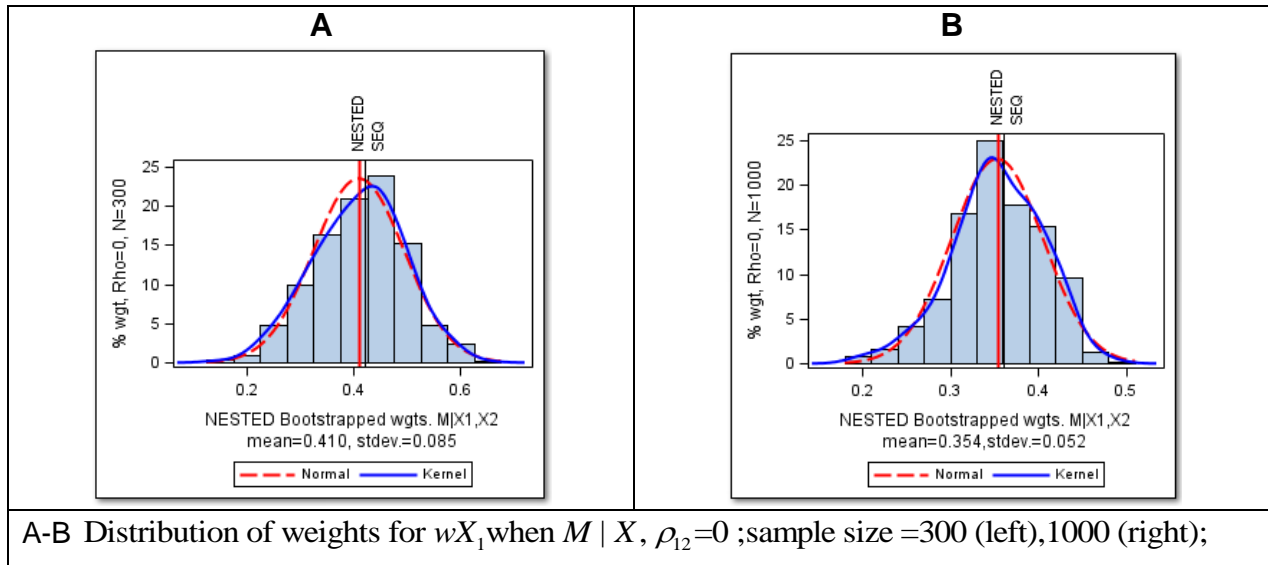 A
B
NESTED
SEQ
% wgt, Rho=0, N=300
25
20
15
10
5
0
0.2
0.4
0.6
NESTED Bootstrapped wgts. M|X1,X2
mean=0.410, stdev.=0.085
Normal
Kernel
NESTED
SEQ
% wgt, Rho=0, N=1000
25
20
15
10
5
0
0.2
0.3
0.4
0.5
NESTED Bootstrapped wgts. M|X1,X2
mean=0.354,stdev.=0.052
Normal
Kernel
A-B Distribution of weights for wX₁when M | X, ρ₁₂=0 ;sample size =300 (left),1000 (right);